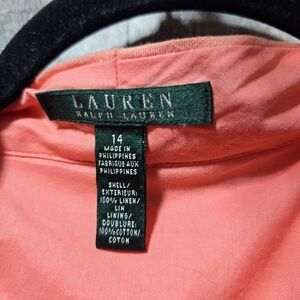 LAUREN
RALPH LAUREN
14
MADE IN
PHILIPPINES
FABRIQUE AUX
PHILIPPINES
SHELL/
EXTERIEUR:
100% LINEN/
LIN
LINING/
DOUBLURE:
100% COTTON/
COTON